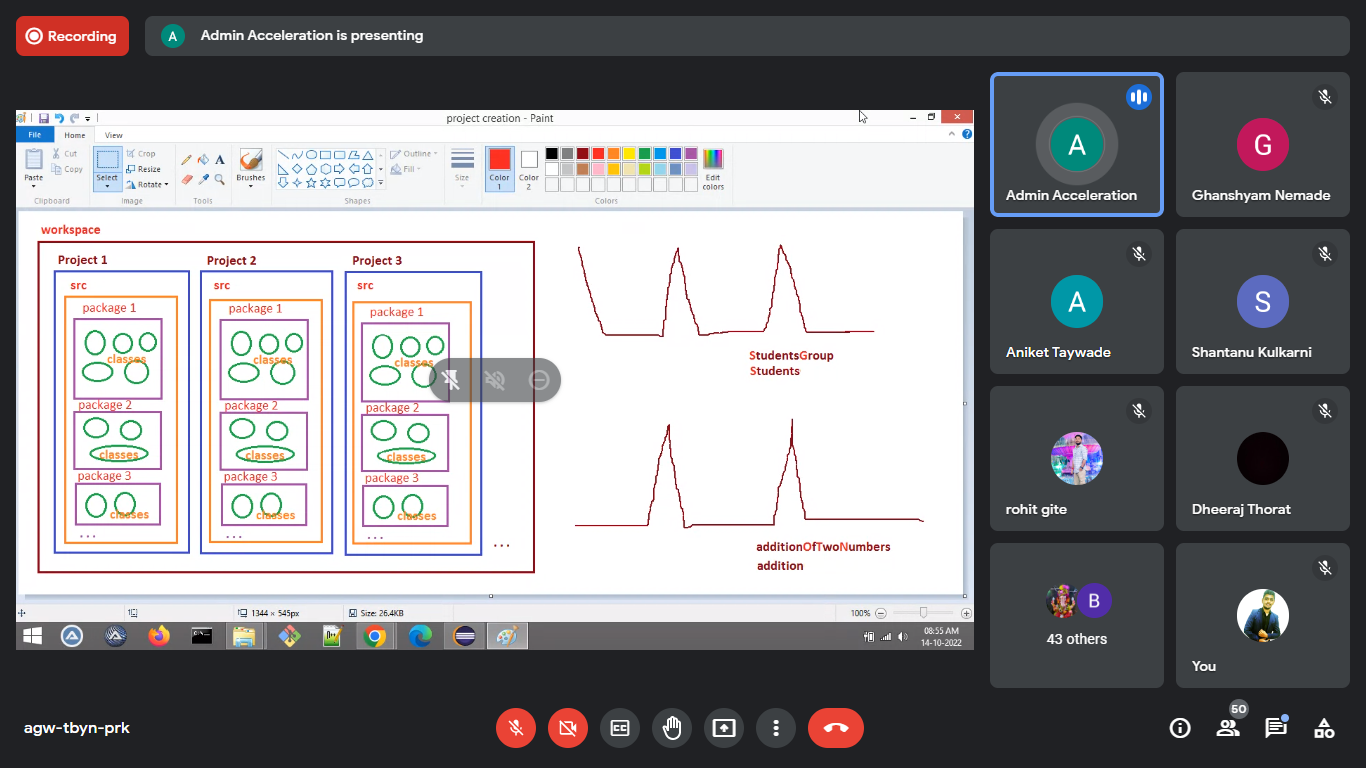 Recording
A
Admin Acceleration is presenting
project creation - Paint
File
Home
View
Paste
Cut
Copy
Clipboard
Select
Crop
Resize
Rotate
Image
Tools
Brushes
Shapes
Outline
Fill
Size
Color 1
Color 2
Edit colors
Colors
workspace
Project 1
Project 2
Project 3
src
src
src
package 1
package 1
package 1
classes
classes
classes
package 2
package 2
package 2
classes
classes
classes
package 3
package 3
package 3
classes
classes
classes
...
...
...
...
StudentsGroup
Students
additionOfTwoNumbers
addition
1344 × 545px
Size: 26.4KB
100%
08:55 AM
14-10-2022
A
Admin Acceleration
G
Ghanshyam Nemade
A
Aniket Taywade
S
Shantanu Kulkarni
rohit gite
Dheeraj Thorat
B
43 others
You
agw-tbyn-prk
50